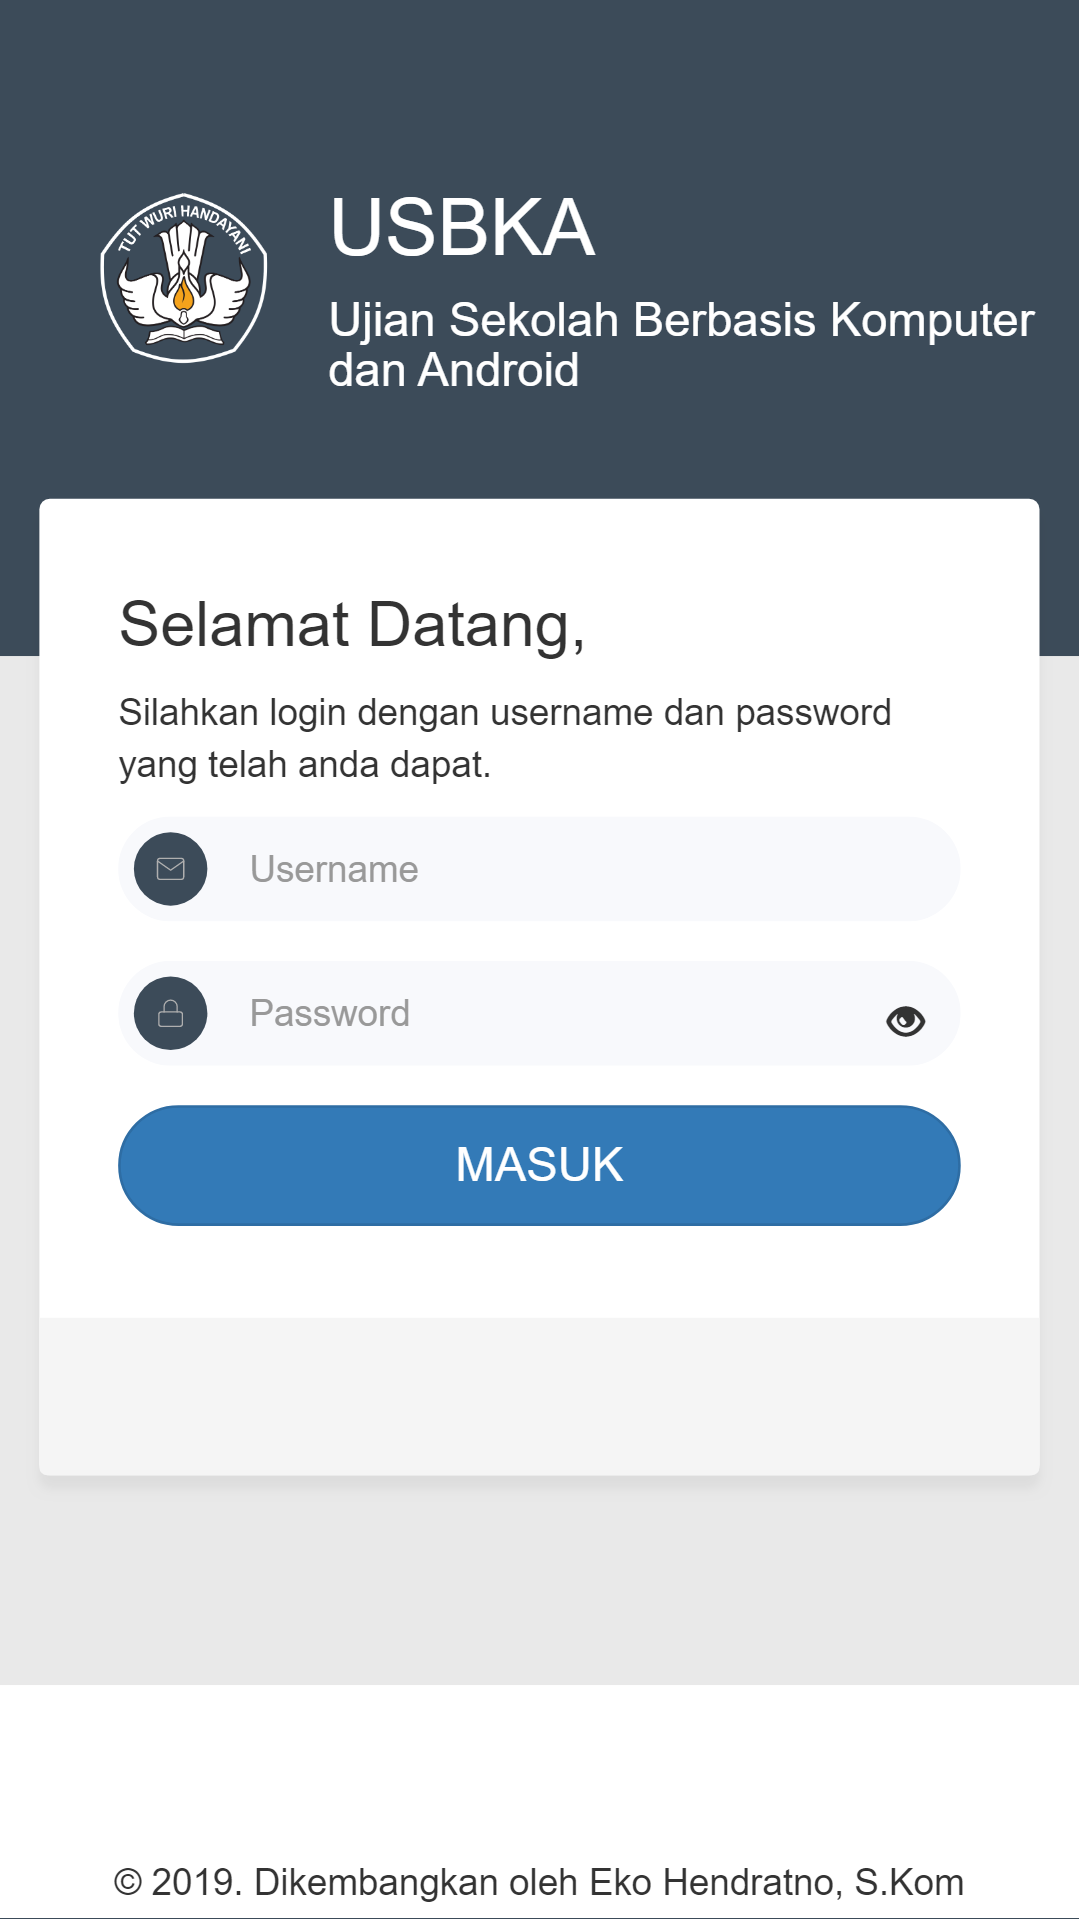 TUT WURI HANDAYANI
USBKA
Ujian Sekolah Berbasis Komputer
dan Android
Selamat Datang,
Silahkan login dengan username dan password
yang telah anda dapat.
Username
Password
MASUK
© 2019. Dikembangkan oleh Eko Hendratno, S.Kom